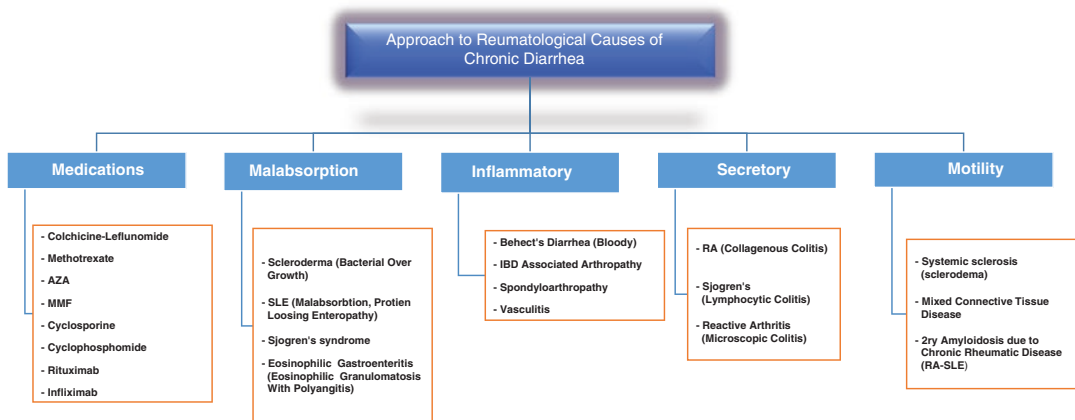 Approach to Reumatological Causes of
Chronic Diarrhea
Medications
- Colchicine-Leflunomide
- Methotrexate
- AZA
- MMF
- Cyclosporine
- Cyclophosphomide
- Rituximab
- Infliximab
Malabsorption
- Scleroderma (Bacterial Over
Growth)
- SLE (Malabsorbtion, Protien
Loosing Enteropathy)
- Sjogren's syndrome
- Eosinophilic Gastroenteritis
(Eosinophilic Granulomatosis
With Polyangitis)
Inflammatory
- Behect's Diarrhea (Bloody)
- IBD Associated Arthropathy
- Spondyloarthropathy
- Vasculitis
Secretory
- RA (Collagenous Colitis)
- Sjogren's
(Lymphocytic Colitis)
- Reactive Arthritis
(Microscopic Colitis)
Motility
- Systemic sclerosis
(sclerodema)
- Mixed Connective Tissue
Disease
- 2ry Amyloidosis due to
Chronic Rheumatic Disease
(RA-SLE)